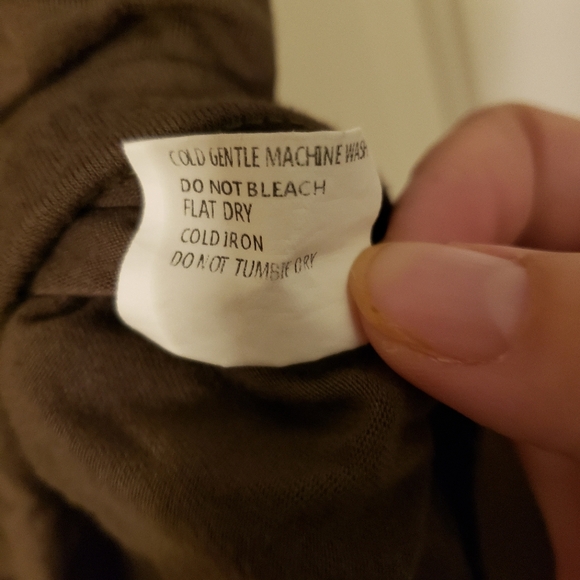 COLD GENTLE MACHINE WASH
DO NOT BLEACH
FLAT DRY
COLD IRON
DO NOT TUMBLE DRY